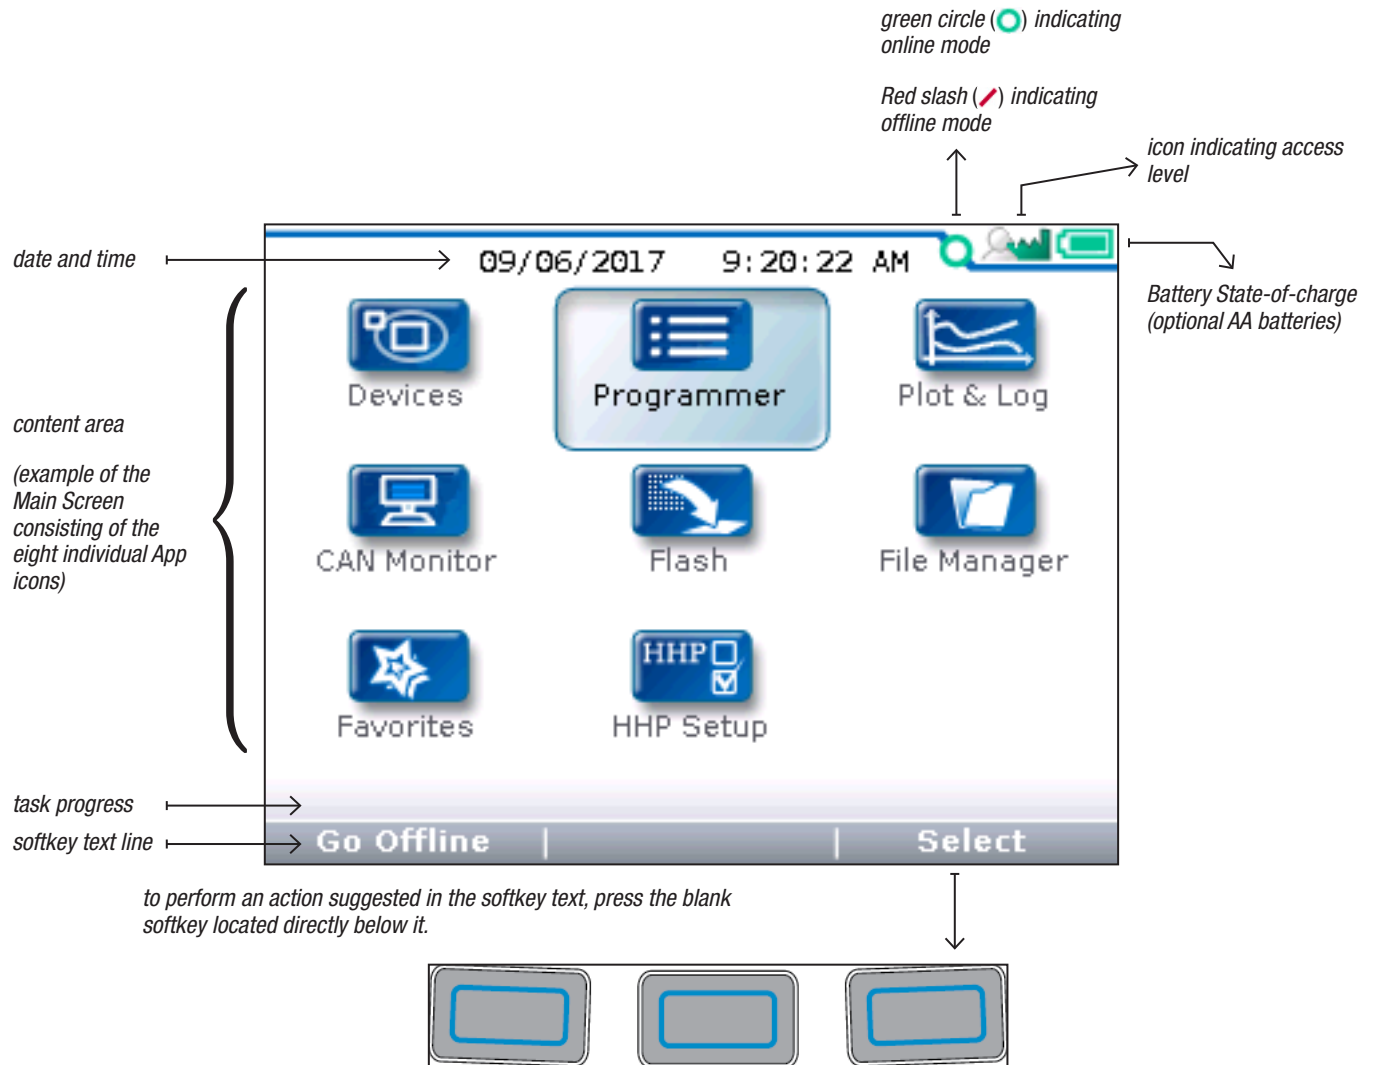 green circle ( ) indicating
online mode
Red slash ( ) indicating
offline mode
icon indicating access
level
date and time
09/06/2017 9:20:22 AM
Battery State-of-charge
(optional AA batteries)
Devices
Programmer
Plot & Log
content area
(example of the
Main Screen
consisting of the
eight individual App
icons)
CAN Monitor
Flash
File Manager
HHP
Favorites
HHP Setup
task progress
softkey text line
Go Offline | | Select
to perform an action suggested in the softkey text, press the blank
softkey located directly below it.